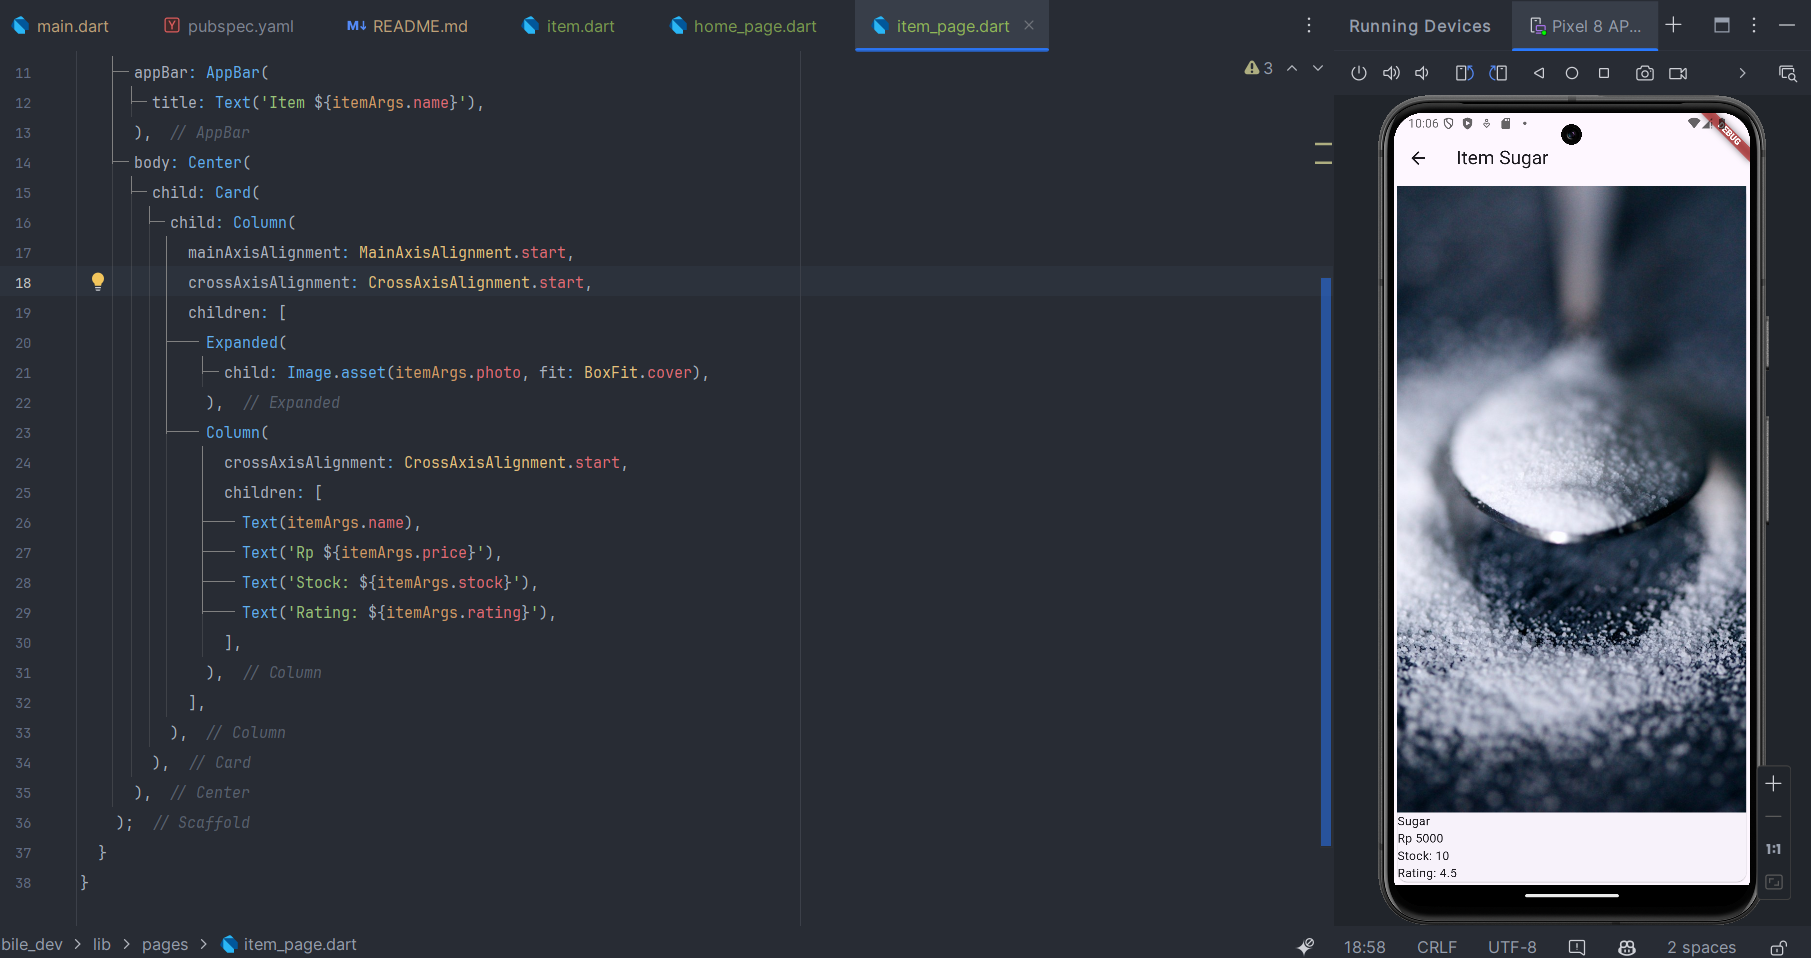 main.dart
pubspec.yaml
M↓ README.md
item.dart
home_page.dart
item_page.dart
Running Devices
Pixel 8 AP...
3
11 appBar: AppBar(
12 title: Text('Item ${itemArgs.name}'),
13 ), // AppBar
14 body: Center(
15 child: Card(
16 child: Column(
17 mainAxisAlignment: MainAxisAlignment.start,
18 crossAxisAlignment: CrossAxisAlignment.start,
19 children: [
20 Expanded(
21 child: Image.asset(itemArgs.photo, fit: BoxFit.cover),
22 ), // Expanded
23 Column(
24 crossAxisAlignment: CrossAxisAlignment.start,
25 children: [
26 Text(itemArgs.name),
27 Text('Rp ${itemArgs.price}'),
28 Text('Stock: ${itemArgs.stock}'),
29 Text('Rating: ${itemArgs.rating}'),
30 ],
31 ), // Column
32 ],
33 ), // Column
34 ), // Card
35 ), // Center
36 ); // Scaffold
37 }
38 }
10:06
Item Sugar
Sugar
Rp 5000
Stock: 10
Rating: 4.5
1:1
bile_dev > lib > pages > item_page.dart
18:58 CRLF UTF-8 2 spaces